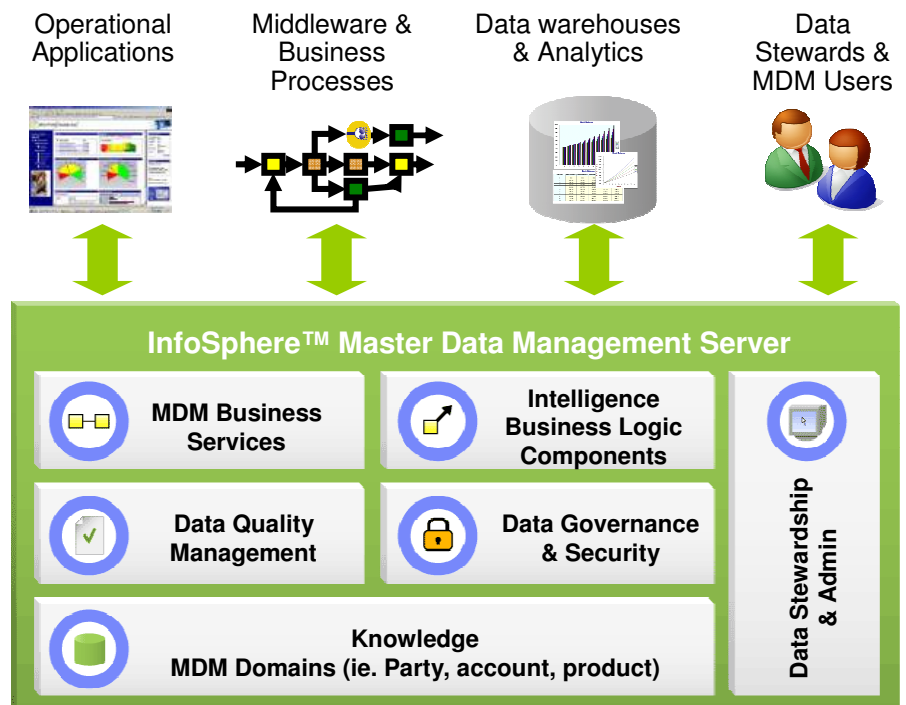 Operational
Applications
Middleware &
Business
Processes
Data warehouses
& Analytics
Data
Stewards &
MDM Users
InfoSphere™ Master Data Management Server
MDM Business
Services
Intelligence
Business Logic
Components
Data Quality
Management
Data Governance
& Security
Knowledge
MDM Domains (ie. Party, account, product)
Data Stewardship
& Admin